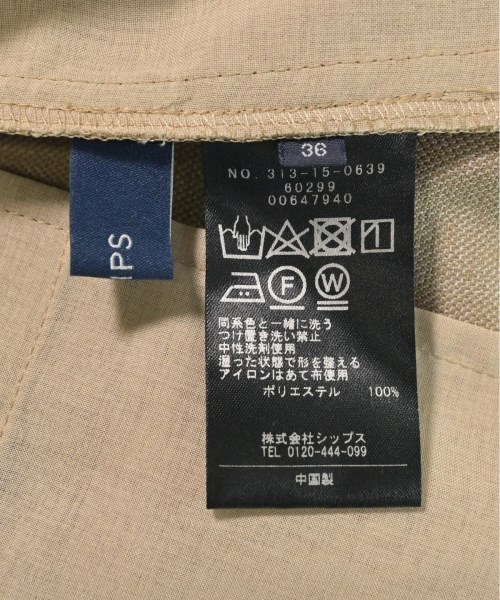 36
NO. 313-15-0639
60299
00647940
F W
同系色と一緒に洗う
つけ置き洗い禁止
中性洗剤使用
湿った状態で形を整える
アイロンはあて布使用
ポリエステル 100%
株式会社シップス
TEL 0120-444-099
中国製
IPS